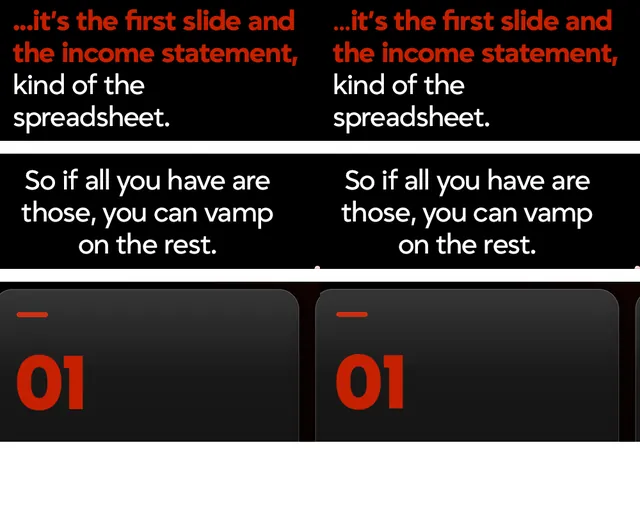 ...it's the first slide and
the income statement,
kind of the
spreadsheet.
...it's the first slide and
the income statement,
kind of the
spreadsheet.
So if all you have are
those, you can vamp
on the rest.
So if all you have are
those, you can vamp
on the rest.
01
01